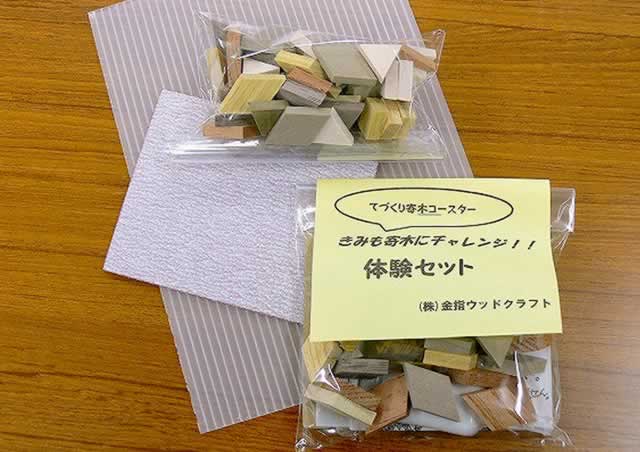 てづくり寄木コースター
きみも寄木にチャレンジ！！
体験セット
(株)金指ウッドクラフト